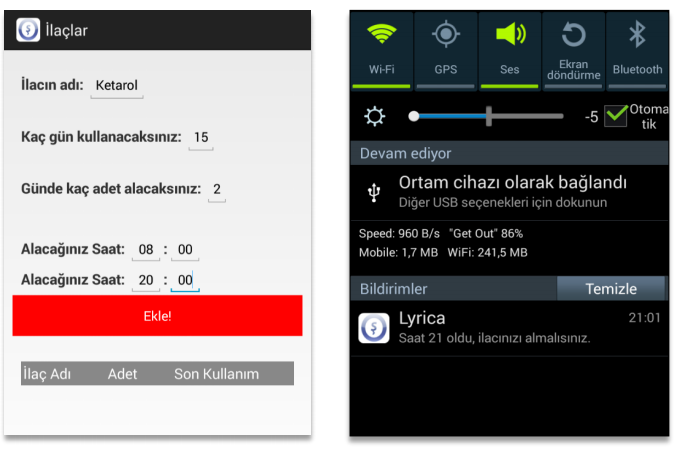 İlaçlar
İlacın adı: Ketarol
Kaç gün kullanacaksınız: 15
Günde kaç adet alacaksınız: 2
Alacağınız Saat: 08 : 00
Alacağınız Saat: 20 : 00
Ekle!
İlaç Adı Adet Son Kullanım
Wi-Fi GPS Ses Ekran döndürme Bluetooth
-5 Otoma
tik
Devam ediyor
Ortam cihazı olarak bağlandı
Diğer USB seçenekleri için dokunun
Speed: 960 B/s "Get Out" 86%
Mobile: 1,7 MB WiFi: 241,5 MB
Bildirimler Temizle
Lyrica 21:01
Saat 21 oldu, ilacınızı almalısınız.